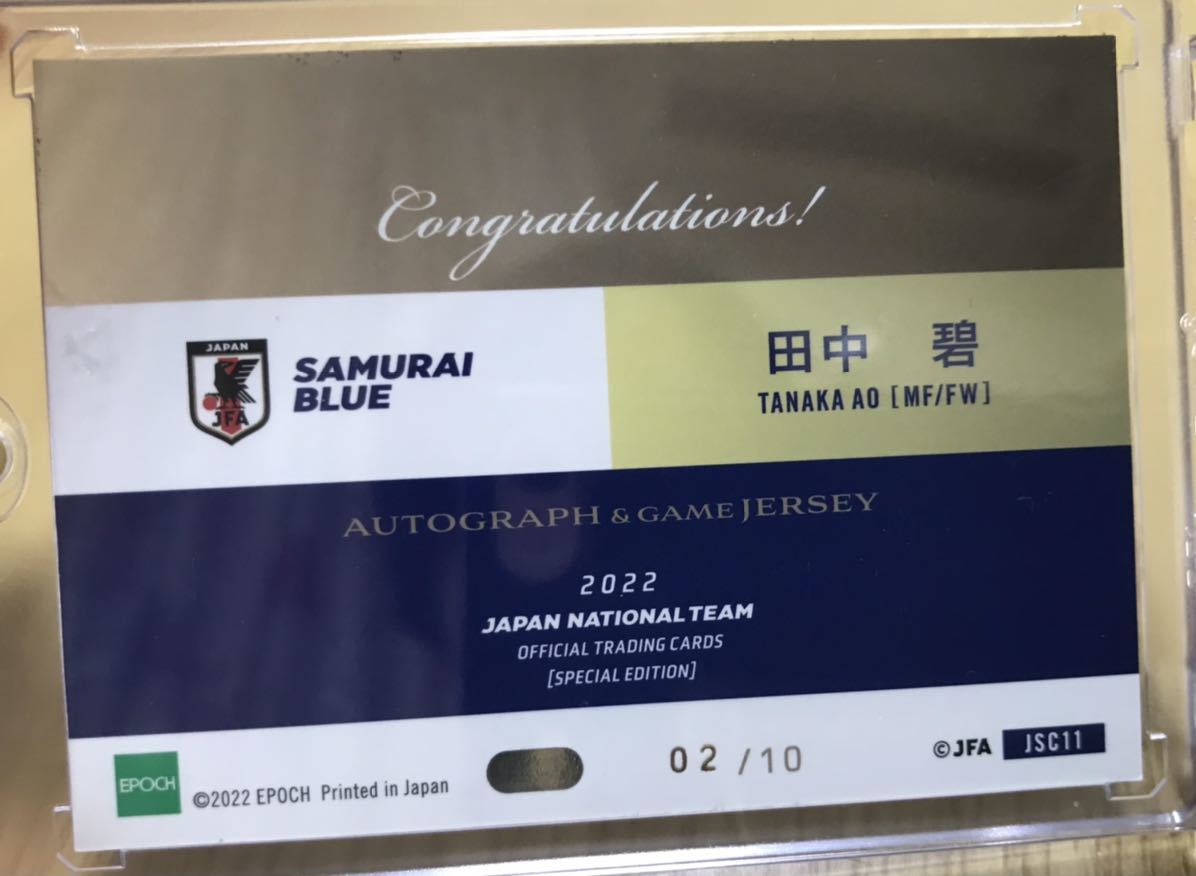 Congratulations!
JAPAN
JFA
SAMURAI
BLUE
田中 碧
TANAKA AO [MF/FW]
AUTOGRAPH & GAME JERSEY
2022
JAPAN NATIONAL TEAM
OFFICIAL TRADING CARDS
[SPECIAL EDITION]
EPOCH
©2022 EPOCH Printed in Japan
02/10
©JFA
JSC11